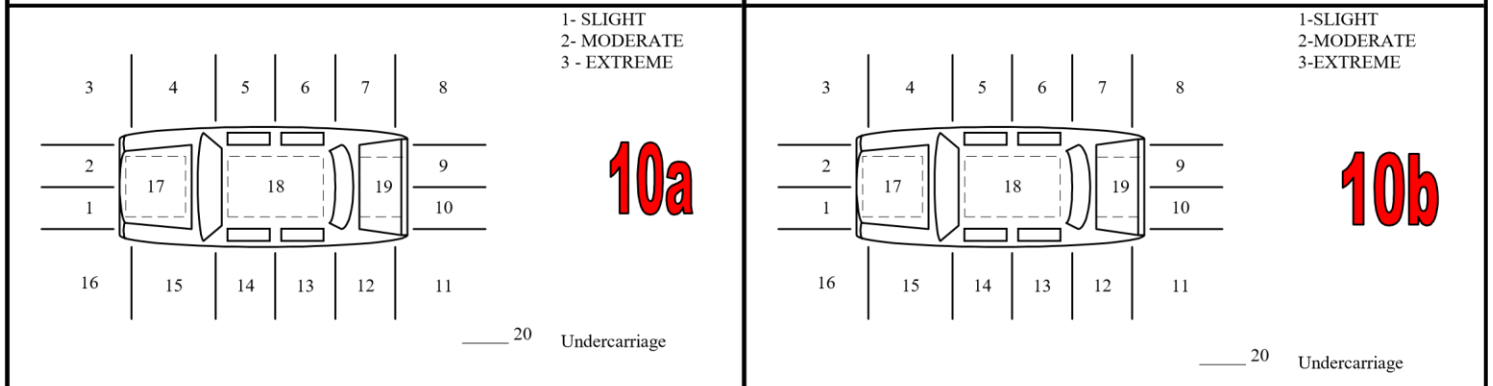 1- SLIGHT
2- MODERATE
3 - EXTREME
3 4 5 6 7 8
2 9
17 18 19
1 10
10a
16 15 14 13 12 11
_____ 20 Undercarriage
1-SLIGHT
2-MODERATE
3-EXTREME
3 4 5 6 7 8
2 9
17 18 19
1 10
10b
16 15 14 13 12 11
_____ 20 Undercarriage